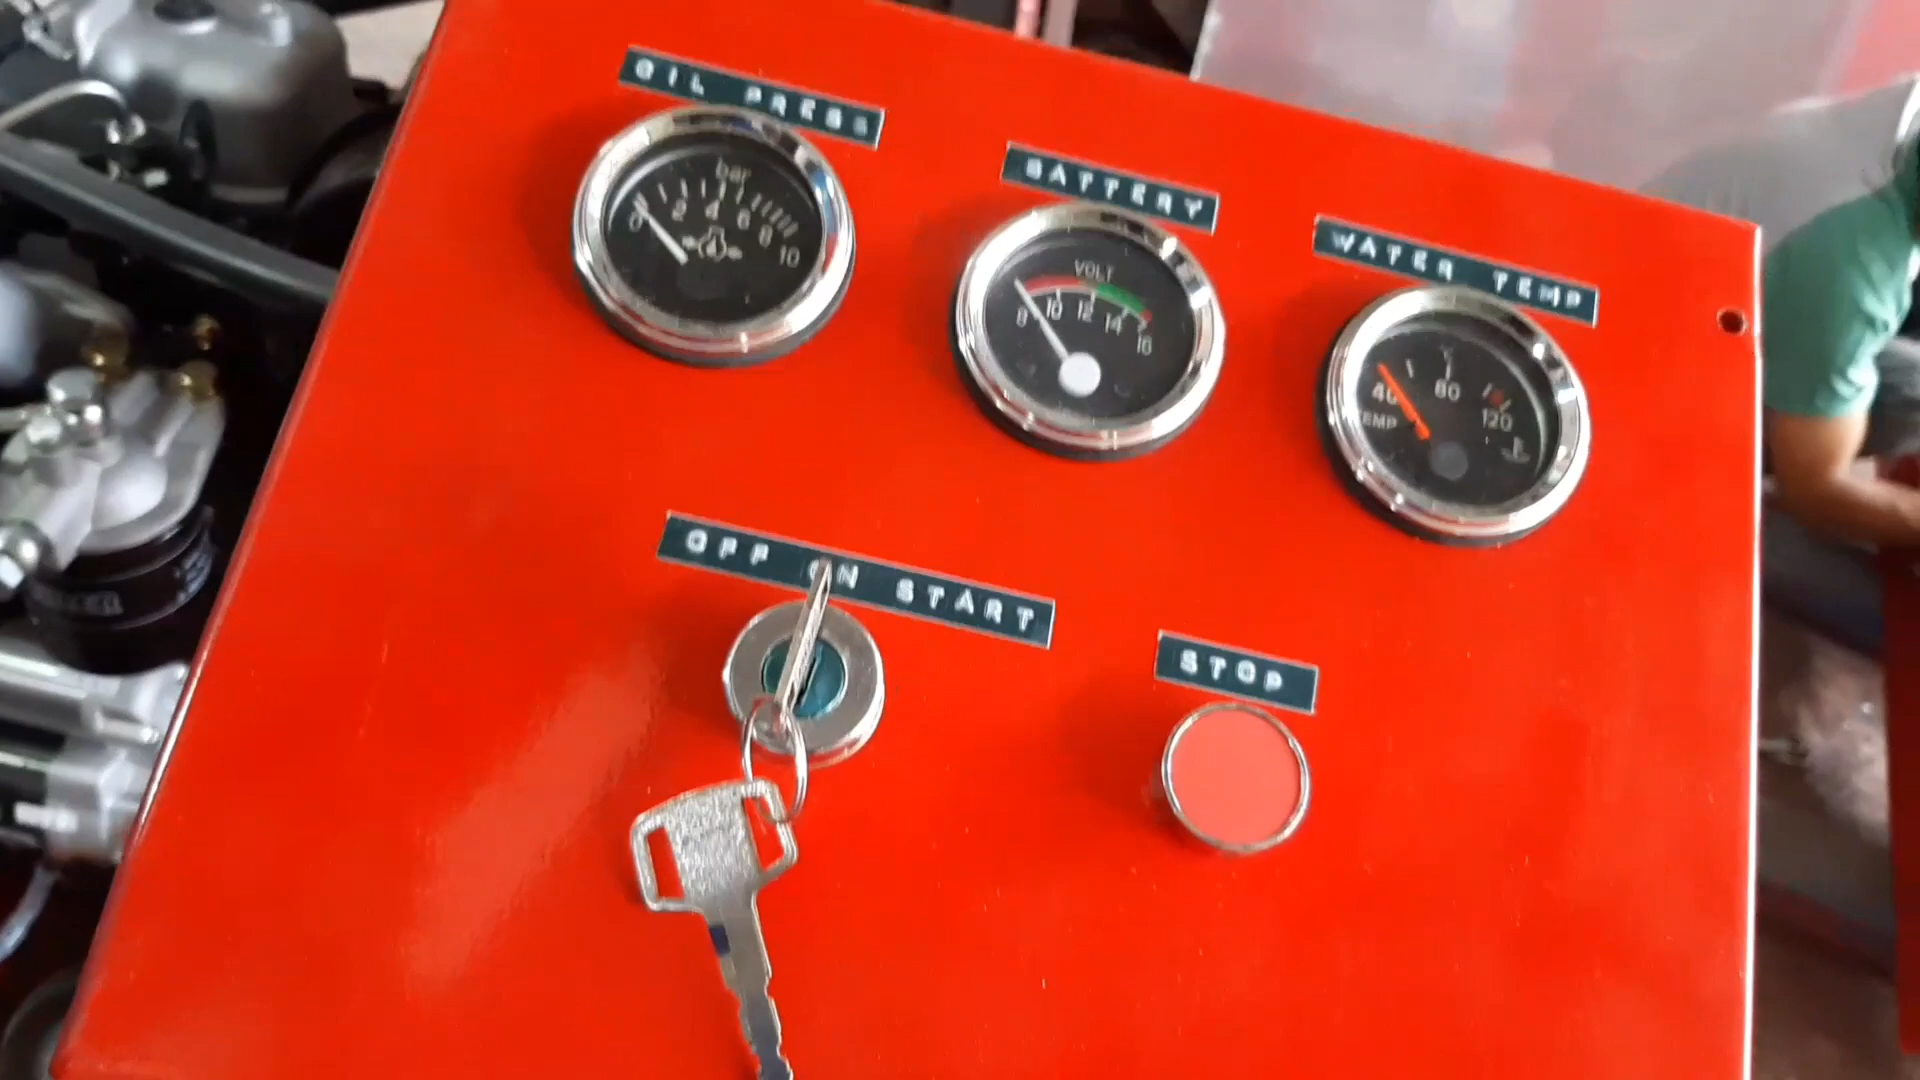 OIL PRESS
bar
0 2 4 6 8 10
BATTERY
VOLT
8 10 12 14 16
WATER TEMP
40 80 120
TEMP
OFF ON START
STOP